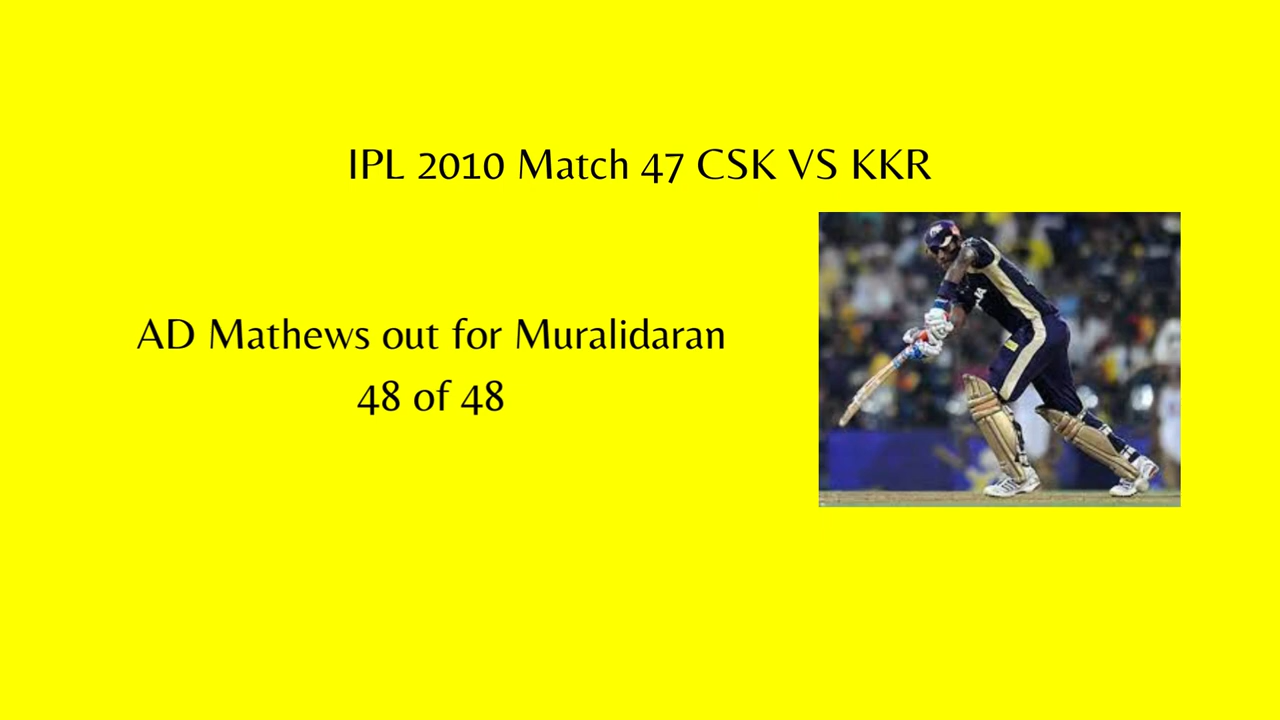 IPL 2010 Match 47 CSK VS KKR
AD Mathews out for Muralidaran
48 of 48